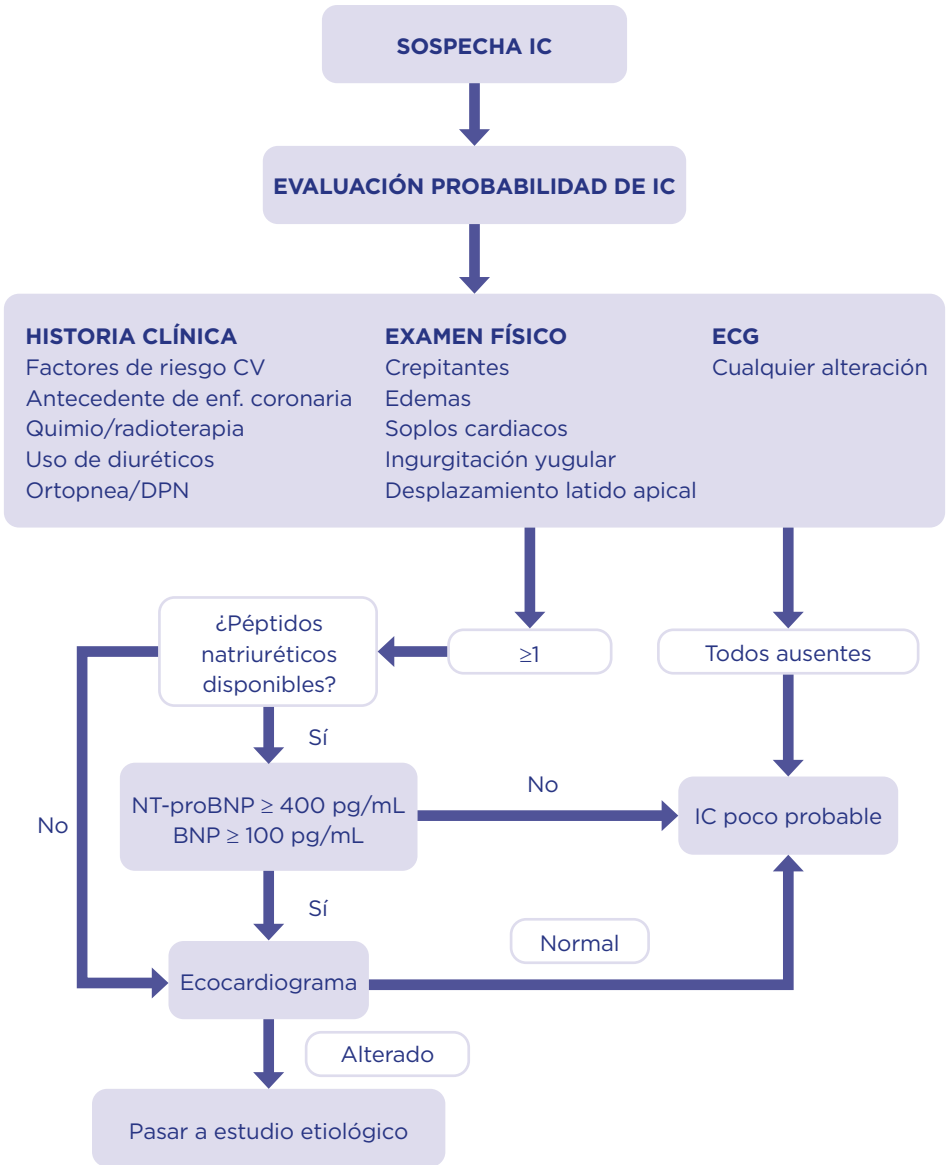 SOSPECHA IC
EVALUACIÓN PROBABILIDAD DE IC
HISTORIA CLÍNICA
Factores de riesgo CV
Antecedente de enf. coronaria
Quimio/radioterapia
Uso de diuréticos
Ortopnea/DPN
EXAMEN FÍSICO
Crepitantes
Edemas
Soplos cardiacos
Ingurgitación yugular
Desplazamiento latido apical
ECG
Cualquier alteración
¿Péptidos
natriuréticos
disponibles?
≥1
Todos ausentes
Sí
No
NT-proBNP ≥ 400 pg/mL
BNP ≥ 100 pg/mL
No
IC poco probable
Sí
Normal
Ecocardiograma
Alterado
Pasar a estudio etiológico